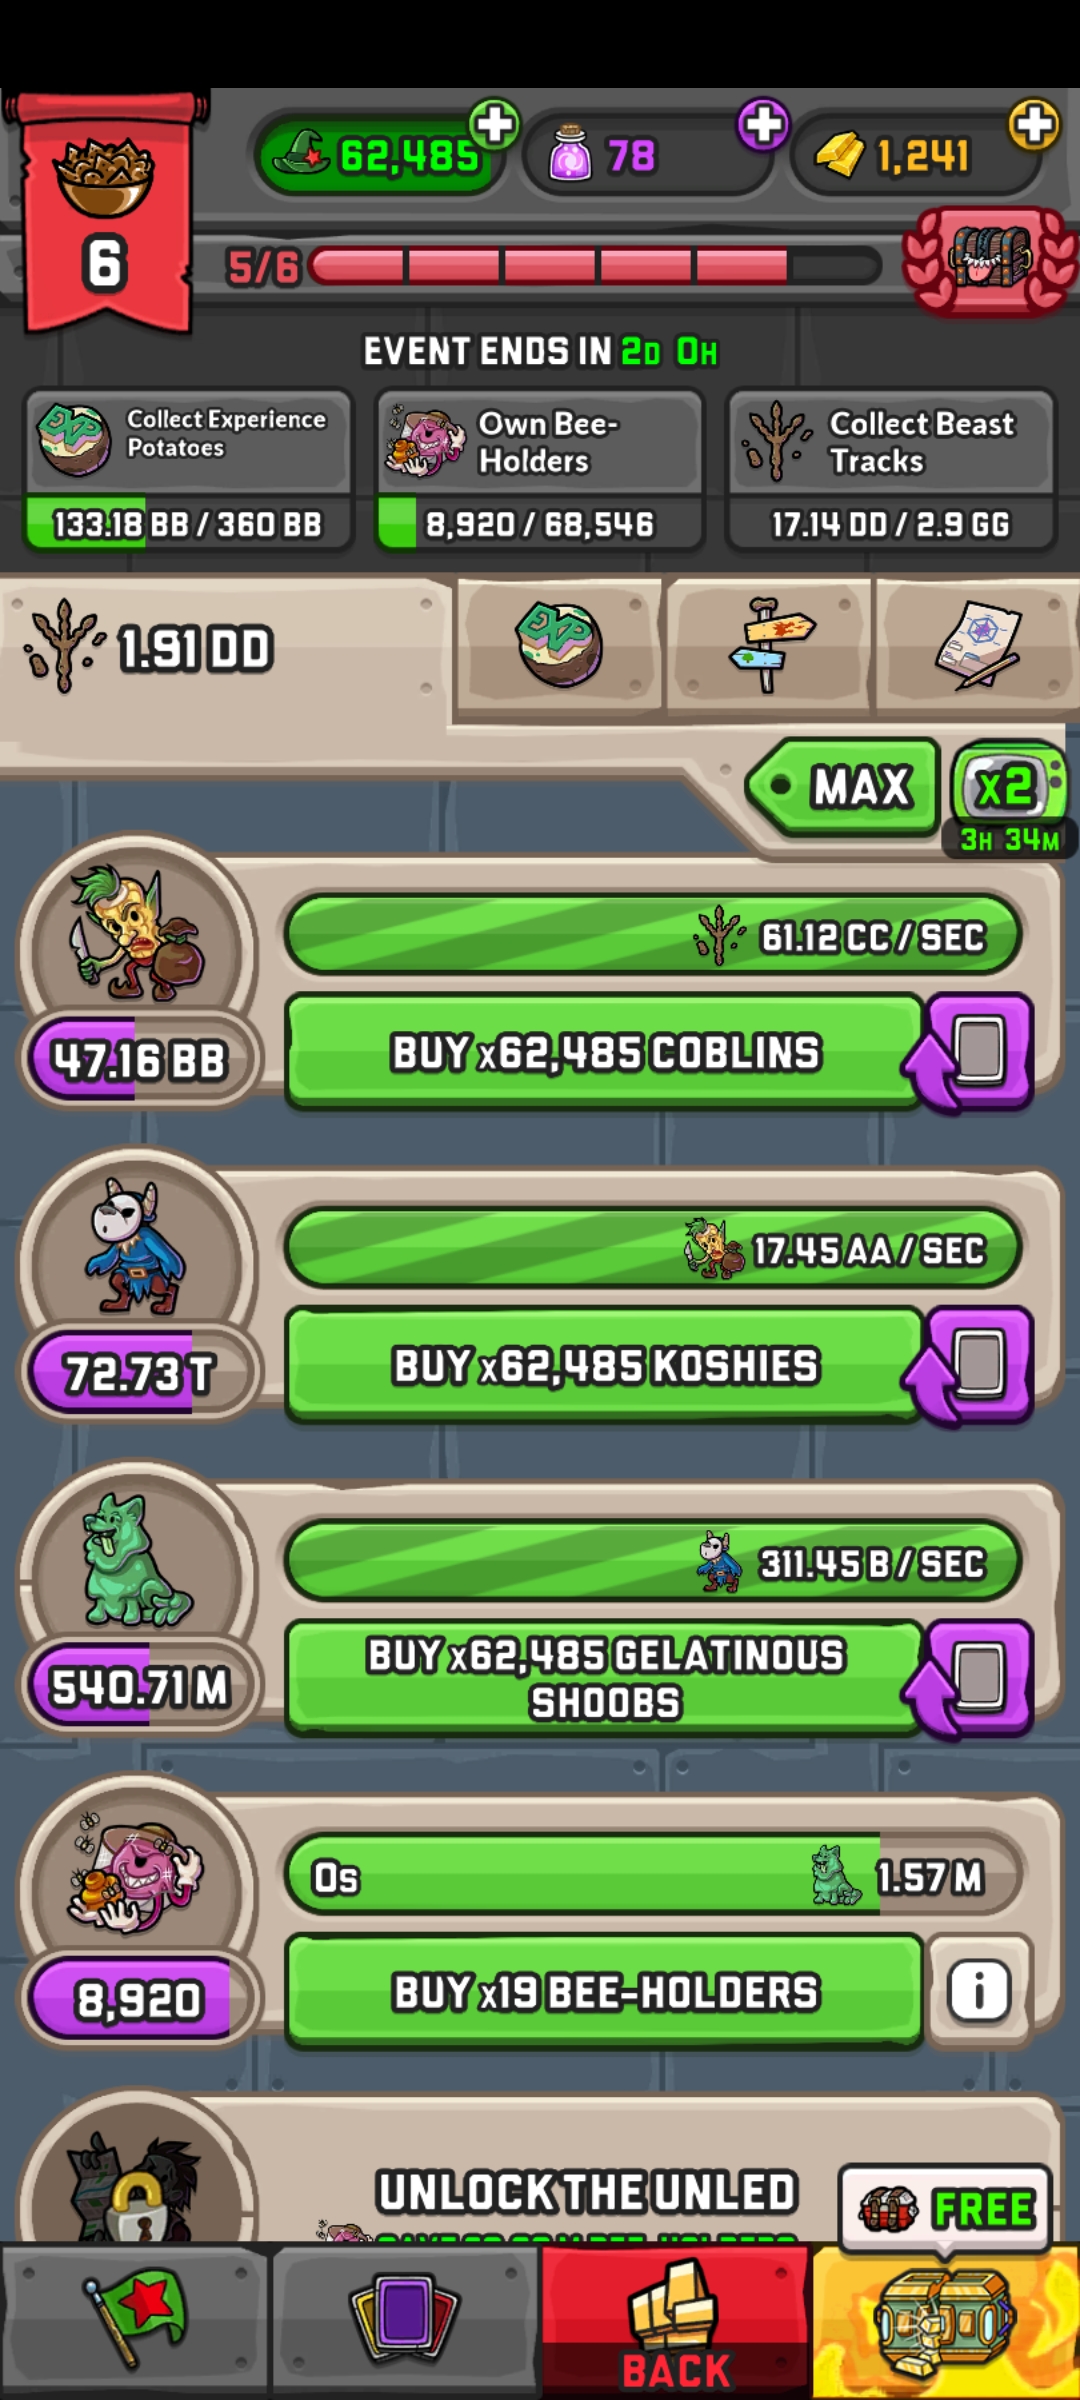 62,485
78
1,241
6
5/6
EVENT ENDS IN 2D 0H
Collect Experience
Potatoes
133.18 BB / 360 BB
Own Bee-
Holders
8,920 / 68,546
Collect Beast
Tracks
17.14 DD / 2.9 GG
1.91 DD
EXP
MAX
x2
3H 34M
61.12 CC / SEC
47.16 BB
BUY x62,485 COBLINS
17.45 AA / SEC
72.73 T
BUY x62,485 KOSHIES
311.45 B / SEC
540.71 M
BUY x62,485 GELATINOUS
SHOOBS
0s
1.57 M
8,920
BUY x19 BEE-HOLDERS
i
UNLOCK THE UNLED
FREE
BACK